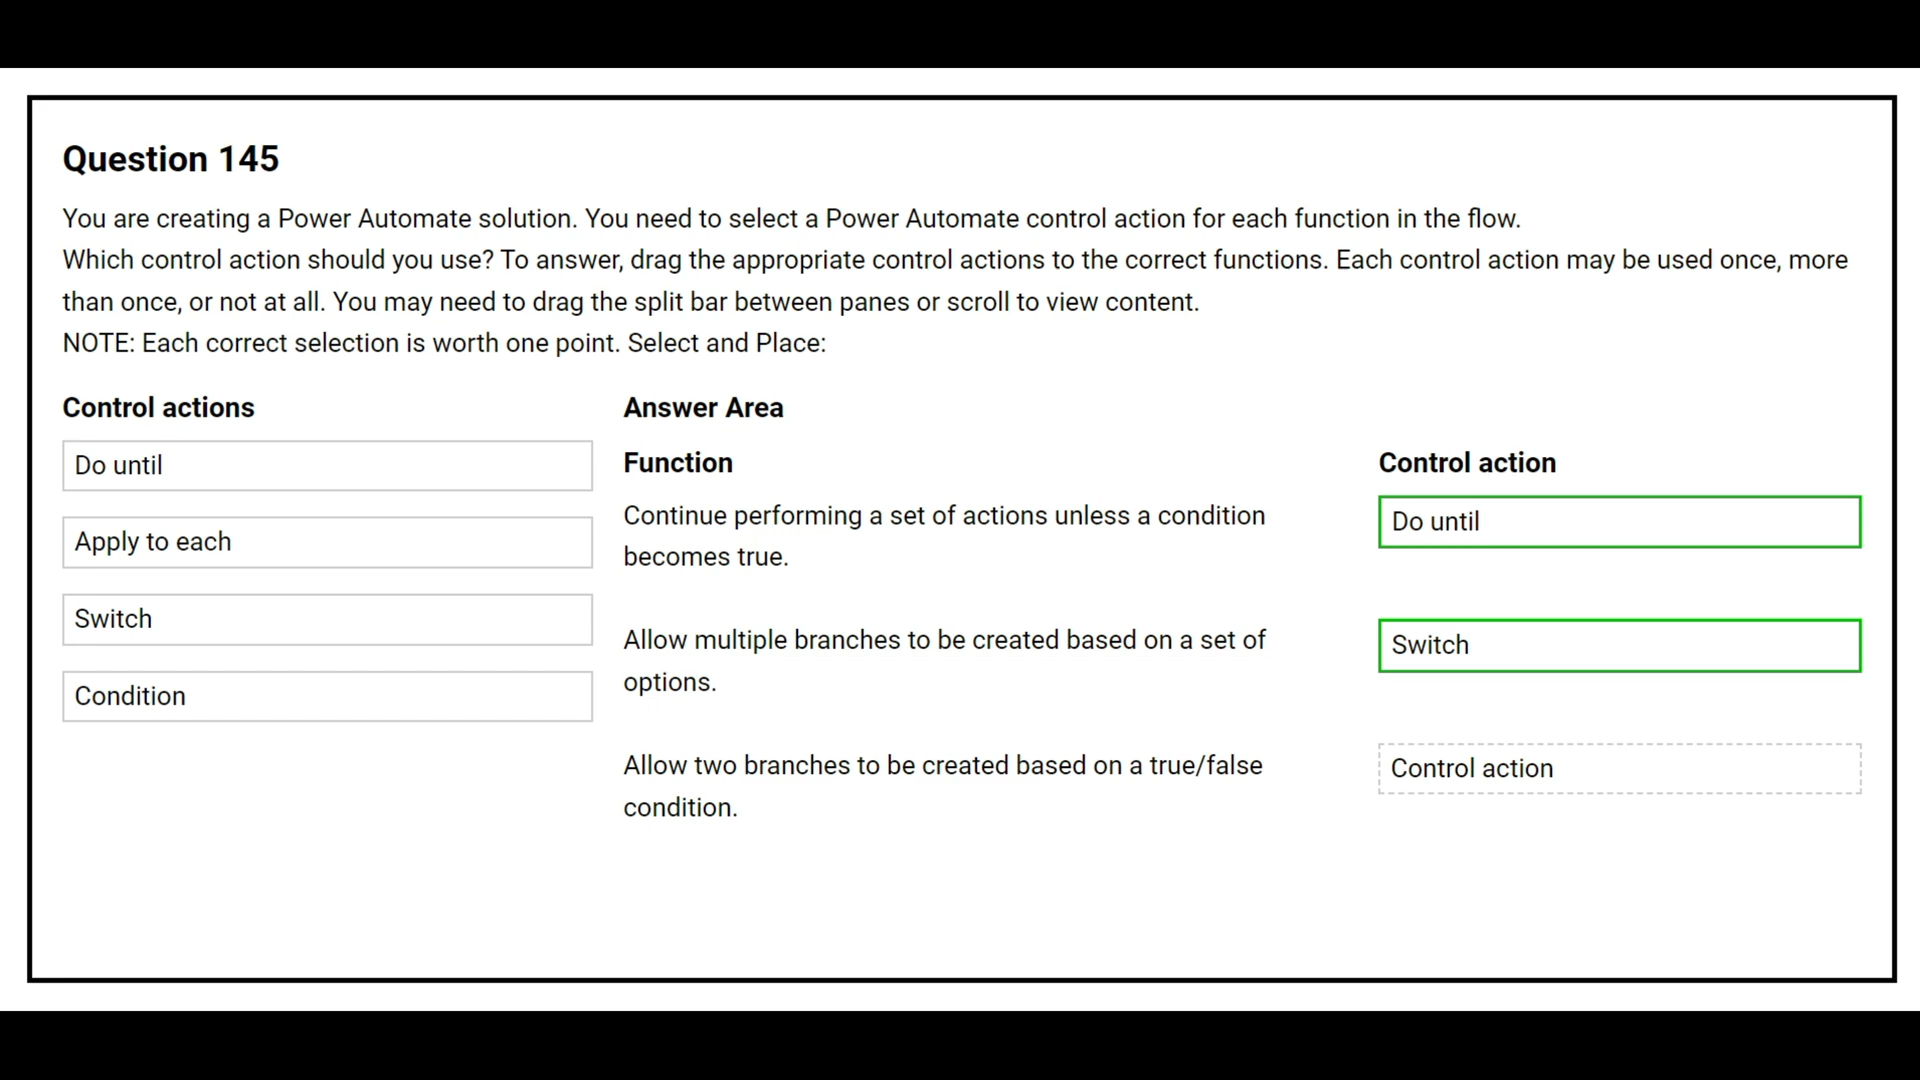 Question 145
You are creating a Power Automate solution. You need to select a Power Automate control action for each function in the flow.
Which control action should you use? To answer, drag the appropriate control actions to the correct functions. Each control action may be used once, more
than once, or not at all. You may need to drag the split bar between panes or scroll to view content.
NOTE: Each correct selection is worth one point. Select and Place:
Control actions
Do until
Apply to each
Switch
Condition
Answer Area
Function
Continue performing a set of actions unless a condition
becomes true.
Allow multiple branches to be created based on a set of
options.
Allow two branches to be created based on a true/false
condition.
Control action
Do until
Switch
Control action